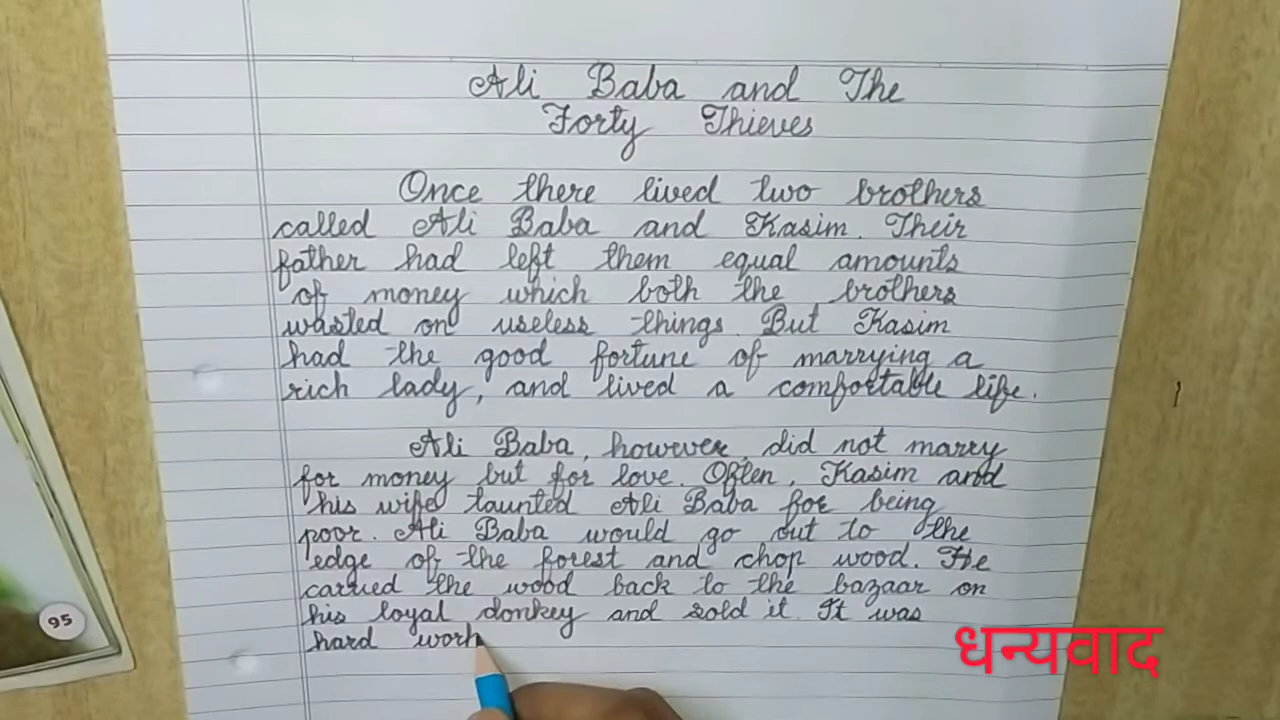 Ali Baba and The
Forty Thieves
Once there lived two brothers
called Ali Baba and Kasim. Their
father had left them equal amounts
of money which both the brothers
wasted on useless things. But Kasim
had the good fortune of marrying a
rich lady, and lived a comfortable life.
Ali Baba, however, did not marry
for money but for love. Often, Kasim and
his wife taunted Ali Baba for being
poor. Ali Baba would go out to the
edge of the forest and chop wood. He
carried the wood back to the bazaar on
his loyal donkey and sold it. It was
hard work
95
धन्यवाद